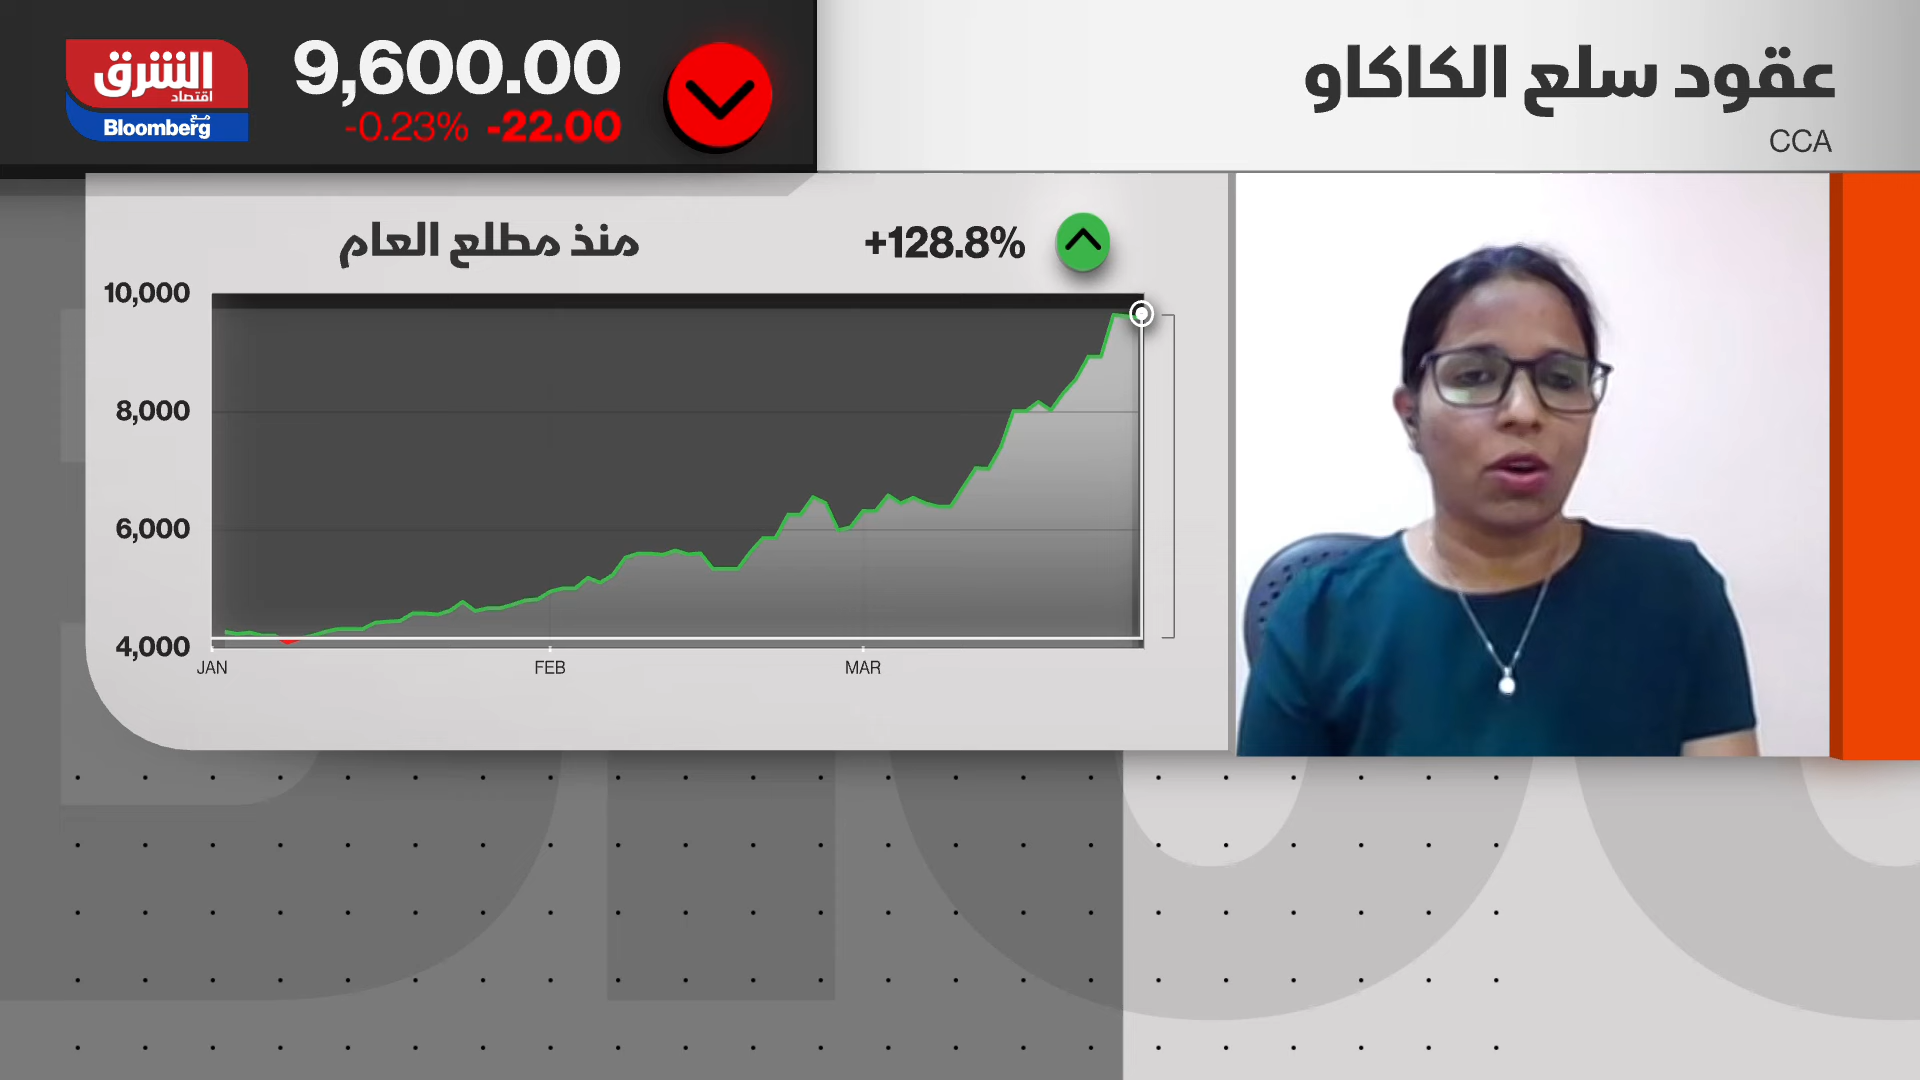 عقود سلع الكاكاو
CCA
9,600.00
-0.23% -22.00
الشرق
اقتصاد
مع
Bloomberg
منذ مطلع العام
+128.8%
10,000
8,000
6,000
4,000
JAN FEB MAR